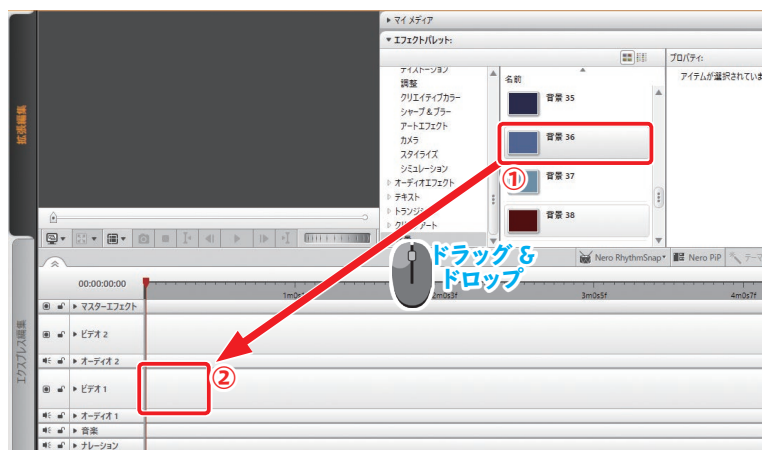 マイ メディア
エフェクトパレット:
プロパティ:
ディストーション
調整
クリエイティブカラー
シャープ & ブラー
アートエフェクト
カメラ
スタイライズ
シミュレーション
オーディオエフェクト
テキスト
名前
背景 35
背景 36
背景 37
背景 38
アイテムが選択されていま
①
ドラッグ &
ドロップ
Nero RhythmSnap
Nero PiP
拡張編集
エクスプレス編集
00:00:00:00
2m0s3f
3m0s5f
4m0s7f
マスターエフェクト
ビデオ 2
オーディオ 2
②
ビデオ 1
オーディオ 1
音楽
ナレーション